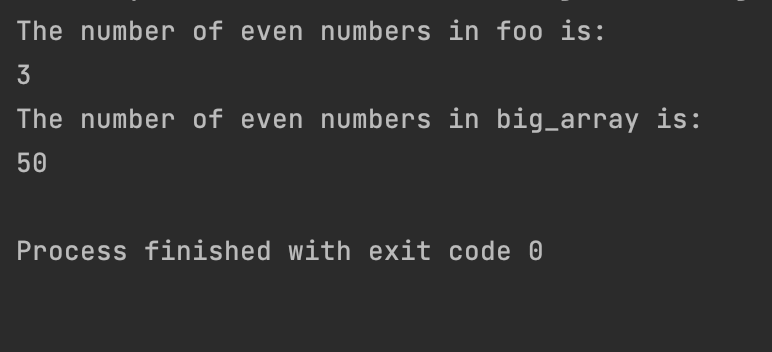 The number of even numbers in foo is:
3
The number of even numbers in big_array is:
50
Process finished with exit code 0